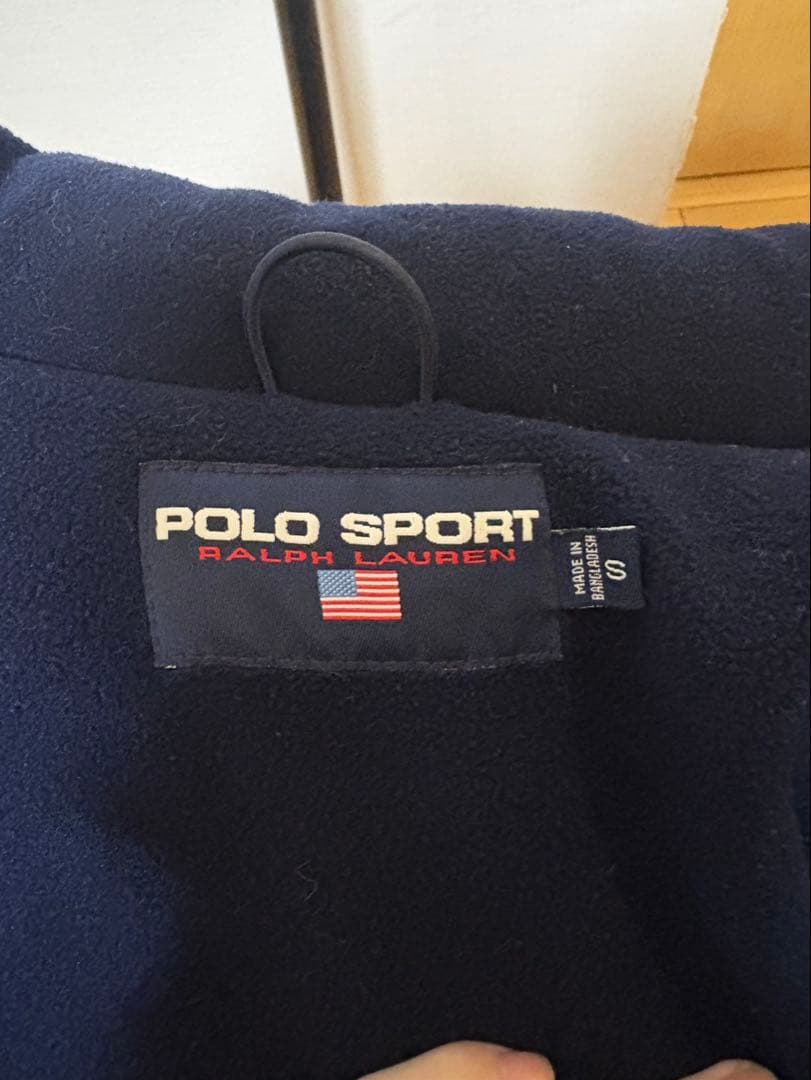 POLO SPORT
RALPH LAUREN
MADE IN
BANGLADESH
S